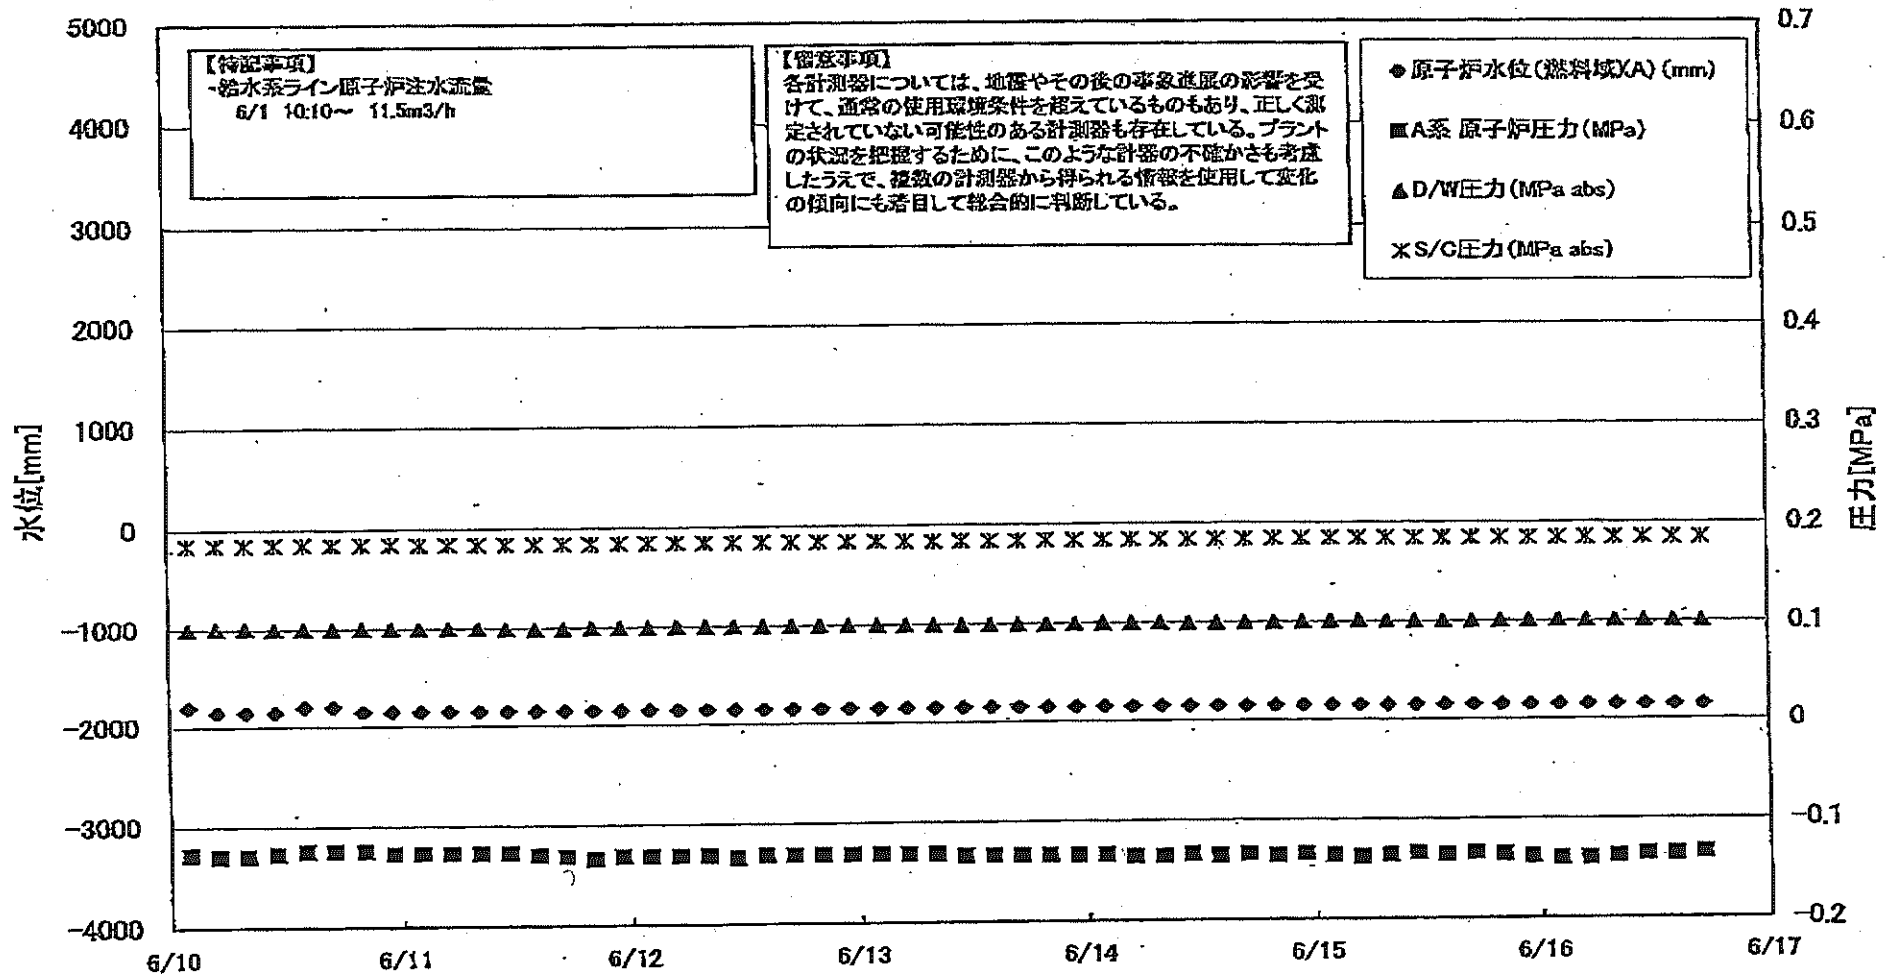 5000
4000
3000
2000
1000
0
-1000
-2000
-3000
-4000
水位[mm]
【特記事項】
・給水系ライン原子炉注水流量
6/1 10:10～ 11.5m3/h
【留意事項】
各計測器については、地震やその後の事象進展の影響を受
けて、通常の使用環境条件を超えているものもあり、正しく測
定されていない可能性のある計測器も存在している。プラント
の状況を把握するために、このような計器の不確かさも考慮
したうえで、複数の計測器から得られる情報を使用して変化
の傾向にも着目して総合的に判断している。
◆原子炉水位(燃料域)(A)(mm)
■A系 原子炉圧力(MPa)
▲D/W圧力(MPa abs)
S/C圧力(MPa abs)
0.7
0.6
0.5
0.4
0.3
0.2
0.1
0
-0.1
-0.2
圧力[MPa]
6/10
6/11
6/12
6/13
6/14
6/15
6/16
6/17